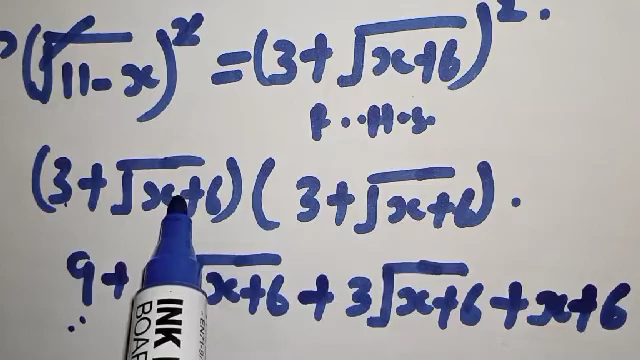 (√11-x)² = (3+√x+6)².
R.H.S
(3+√x+6)(3+√x+6).
9+ √x+6 + 3√x+6 + x+6
INK
BOAR